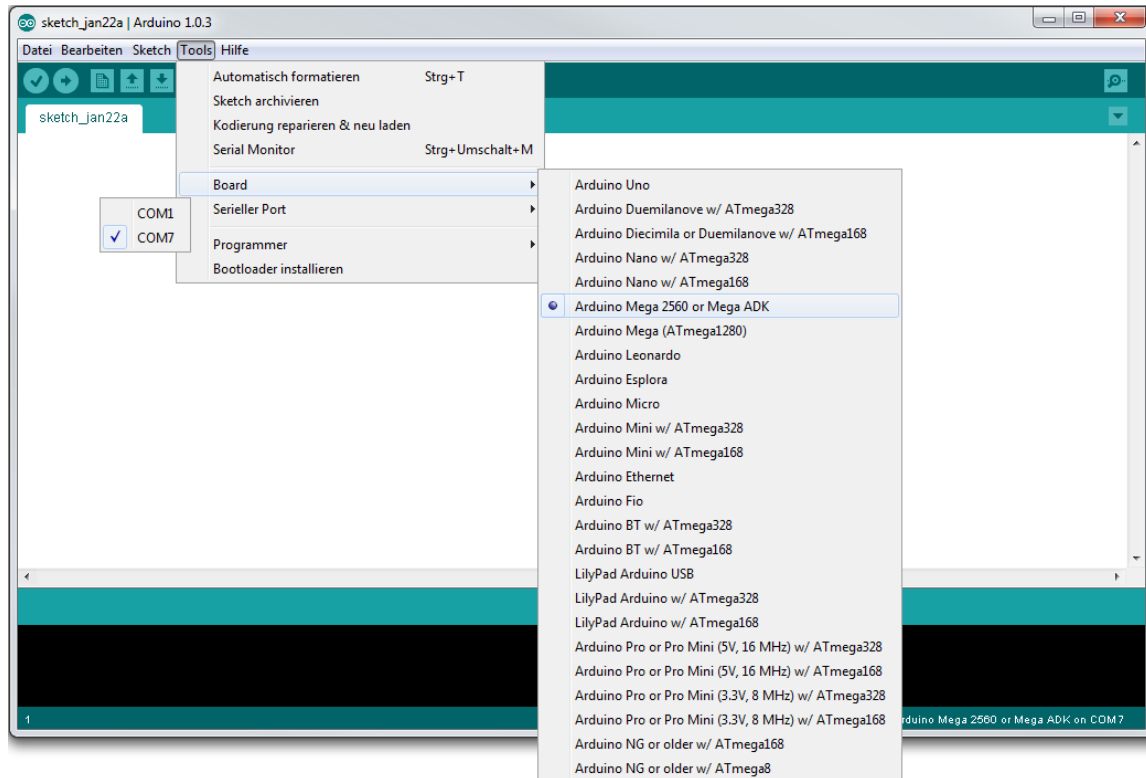 sketch_jan22a | Arduino 1.0.3
Datei Bearbeiten Sketch Tools Hilfe
sketch_jan22a
Automatisch formatieren Strg+T
Sketch archivieren
Kodierung reparieren & neu laden
Serial Monitor Strg+Umschalt+M
Board
Serieller Port
Programmer
Bootloader installieren
COM1
COM7
Arduino Uno
Arduino Duemilanove w/ ATmega328
Arduino Diecimila or Duemilanove w/ ATmega168
Arduino Nano w/ ATmega328
Arduino Nano w/ ATmega168
Arduino Mega 2560 or Mega ADK
Arduino Mega (ATmega1280)
Arduino Leonardo
Arduino Esplora
Arduino Micro
Arduino Mini w/ ATmega328
Arduino Mini w/ ATmega168
Arduino Ethernet
Arduino Fio
Arduino BT w/ ATmega328
Arduino BT w/ ATmega168
LilyPad Arduino USB
LilyPad Arduino w/ ATmega328
LilyPad Arduino w/ ATmega168
Arduino Pro or Pro Mini (5V, 16 MHz) w/ ATmega328
Arduino Pro or Pro Mini (5V, 16 MHz) w/ ATmega168
Arduino Pro or Pro Mini (3.3V, 8 MHz) w/ ATmega328
Arduino Pro or Pro Mini (3.3V, 8 MHz) w/ ATmega168
Arduino NG or older w/ ATmega168
Arduino NG or older w/ ATmega8
1
rduino Mega 2560 or Mega ADK on COM7